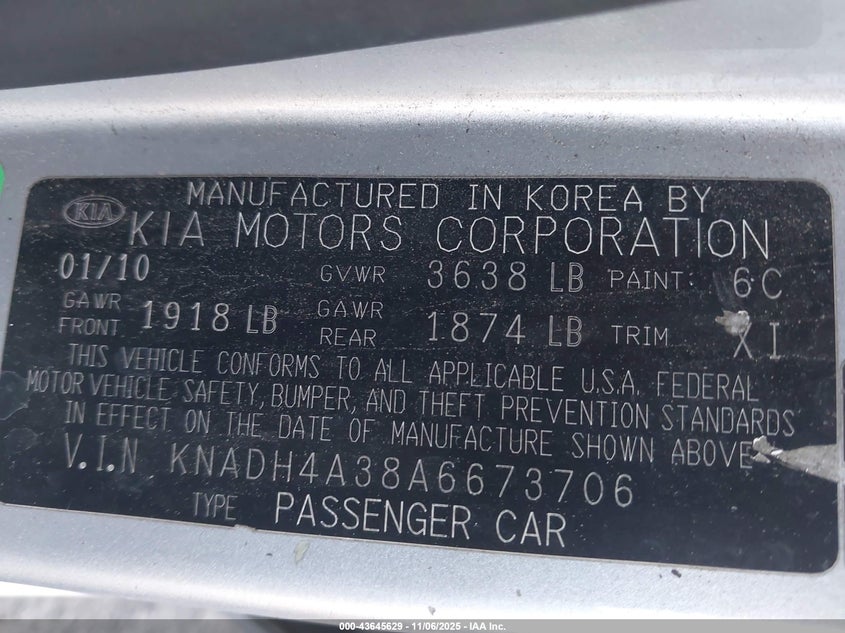 MANUFACTURED IN KOREA BY
KIA KIA MOTORS CORPORATION
01/10 GVWR 3638 LB PAINT: 6C
GAWR FRONT 1918 LB GAWR REAR 1874 LB TRIM XI
THIS VEHICLE CONFORMS TO ALL APPLICABLE U.S.A. FEDERAL
MOTOR VEHICLE SAFETY, BUMPER, AND THEFT PREVENTION STANDARDS
IN EFFECT ON THE DATE OF MANUFACTURE SHOWN ABOVE
V.I.N KNADH4A38A6673706
TYPE PASSENGER CAR
000-43645629 - 11/06/2025 - IAA Inc.